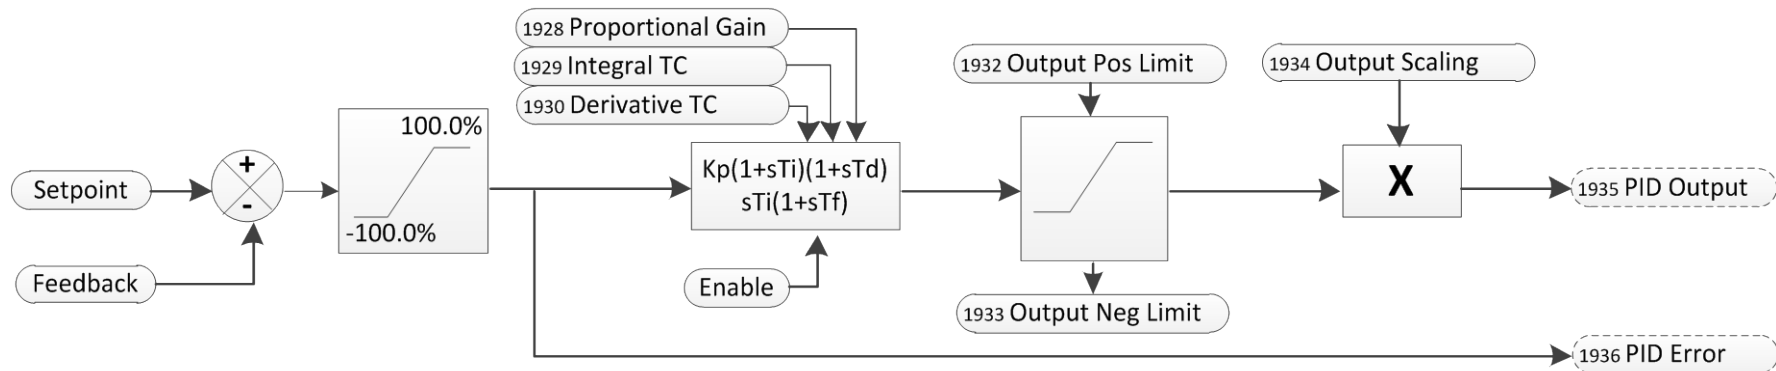 1928 Proportional Gain
1929 Integral TC
1930 Derivative TC
1932 Output Pos Limit
1934 Output Scaling
100.0%
-100.0%
+
-
Setpoint
Feedback
Kp(1+sTi)(1+sTd)
sTi(1+sTf)
Enable
X
1933 Output Neg Limit
1935 PID Output
1936 PID Error